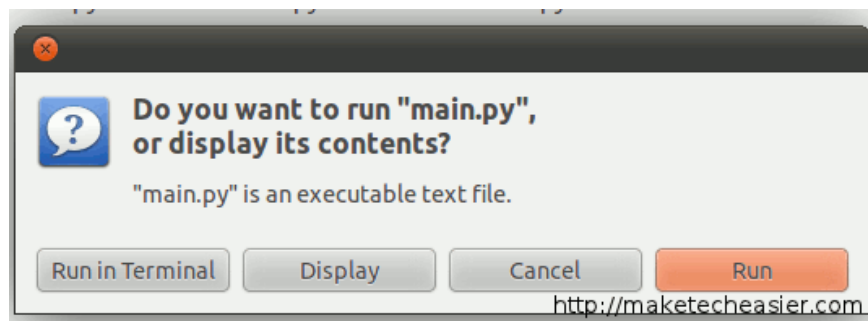 Do you want to run "main.py",
or display its contents?
"main.py" is an executable text file.
Run in Terminal Display Cancel Run
http://maketecheasier.com